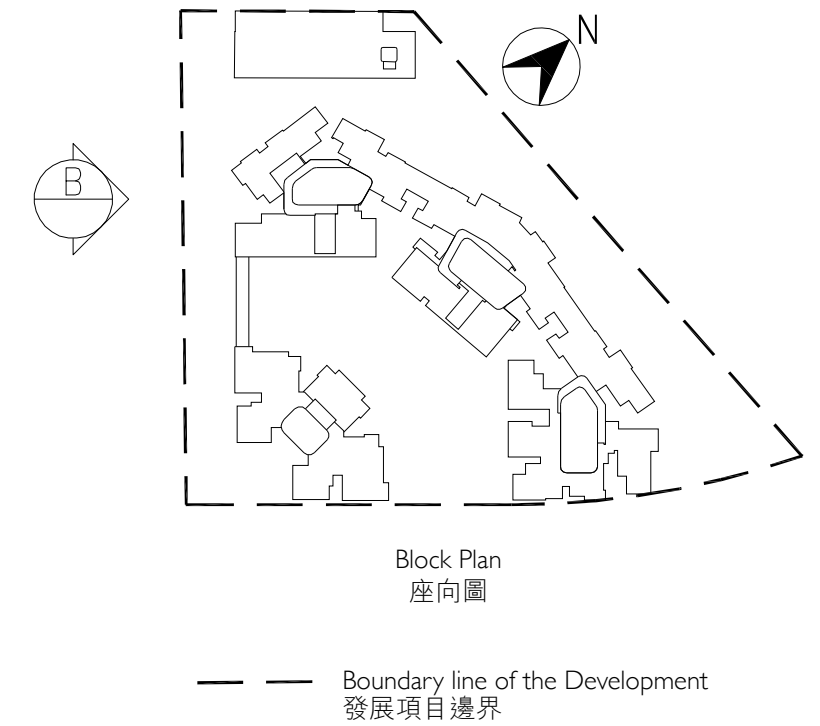 N
B
Block Plan
座向圖
Boundary line of the Development
發展項目邊界